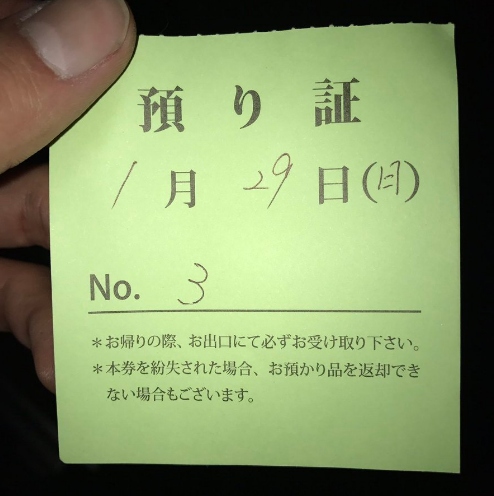 預り証
1月29日(日)
No. 3
＊お帰りの際、お出口にて必ずお受け取り下さい。
＊本券を紛失された場合、お預かり品を返却でき
ない場合もございます。